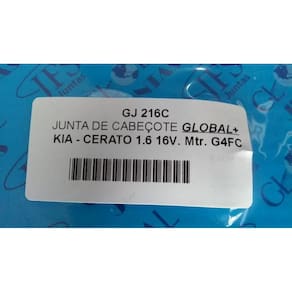 GJ 216C
JUNTA DE CABEÇOTE GLOBAL+
KIA - CERATO 1.6 16V. Mtr. G4FC